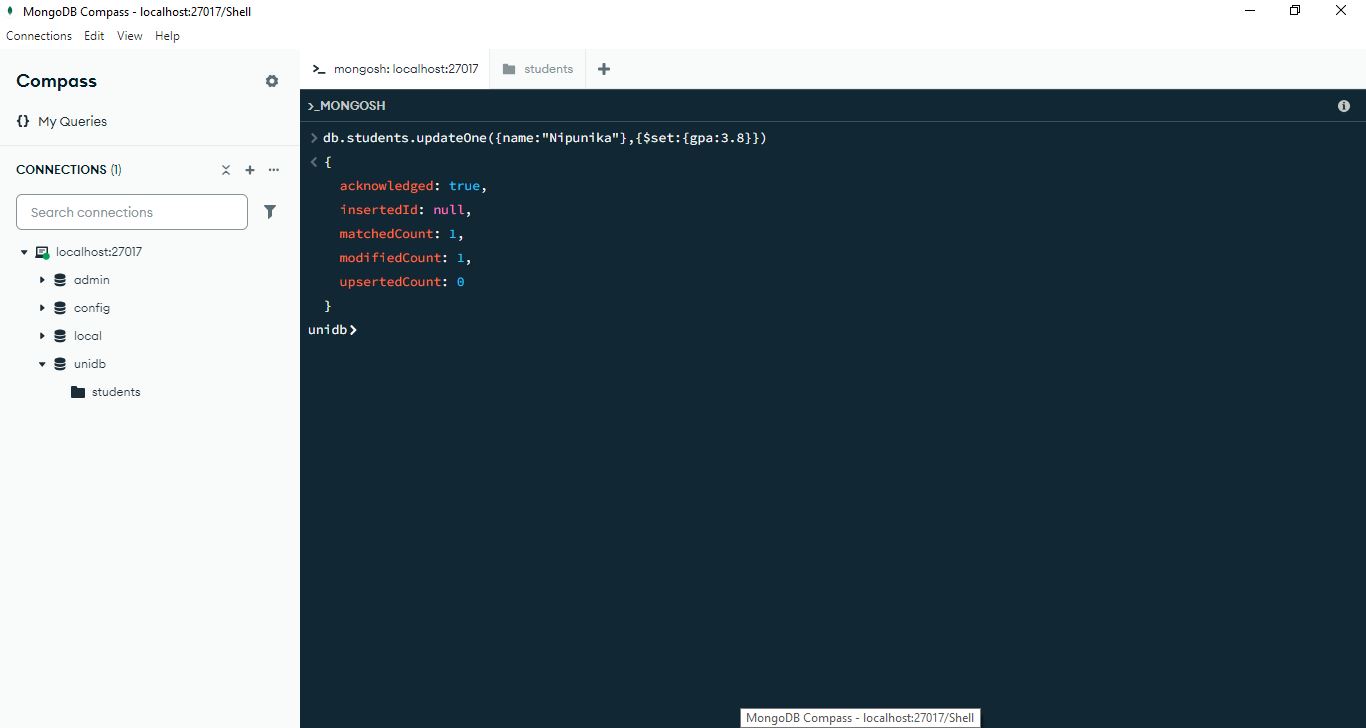 MongoDB Compass - localhost:27017/Shell
Connections Edit View Help
Compass
{} My Queries
CONNECTIONS (1)
Search connections
localhost:27017
admin
config
local
unidb
students
>_ mongosh: localhost:27017 students +
>_MONGOSH
> db.students.updateOne({name:"Nipunika"},{$set:{gpa:3.8}})
< {
acknowledged: true,
insertedId: null,
matchedCount: 1,
modifiedCount: 1,
upsertedCount: 0
}
unidb>
MongoDB Compass - localhost:27017/Shell